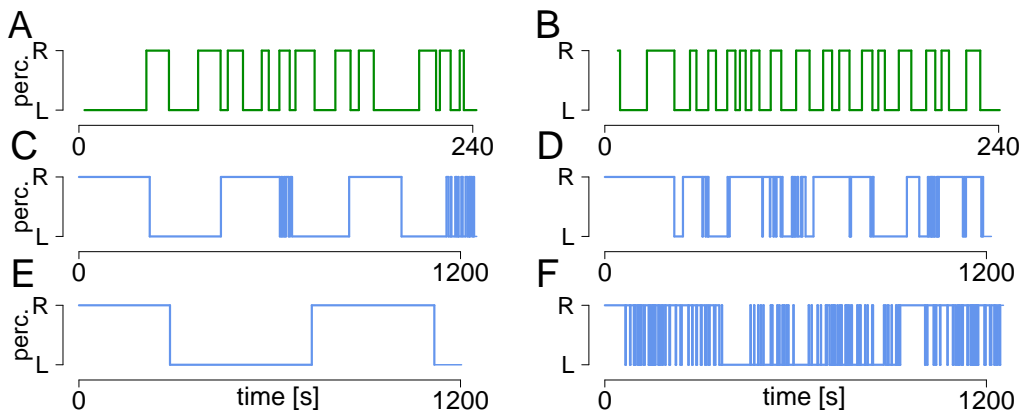 A B
R R
perc.
L L
0 240 0 240
C D
R R
perc.
L L
0 1200 0 1200
E F
R R
perc.
L L
0 time [s] 1200 0 time [s] 1200